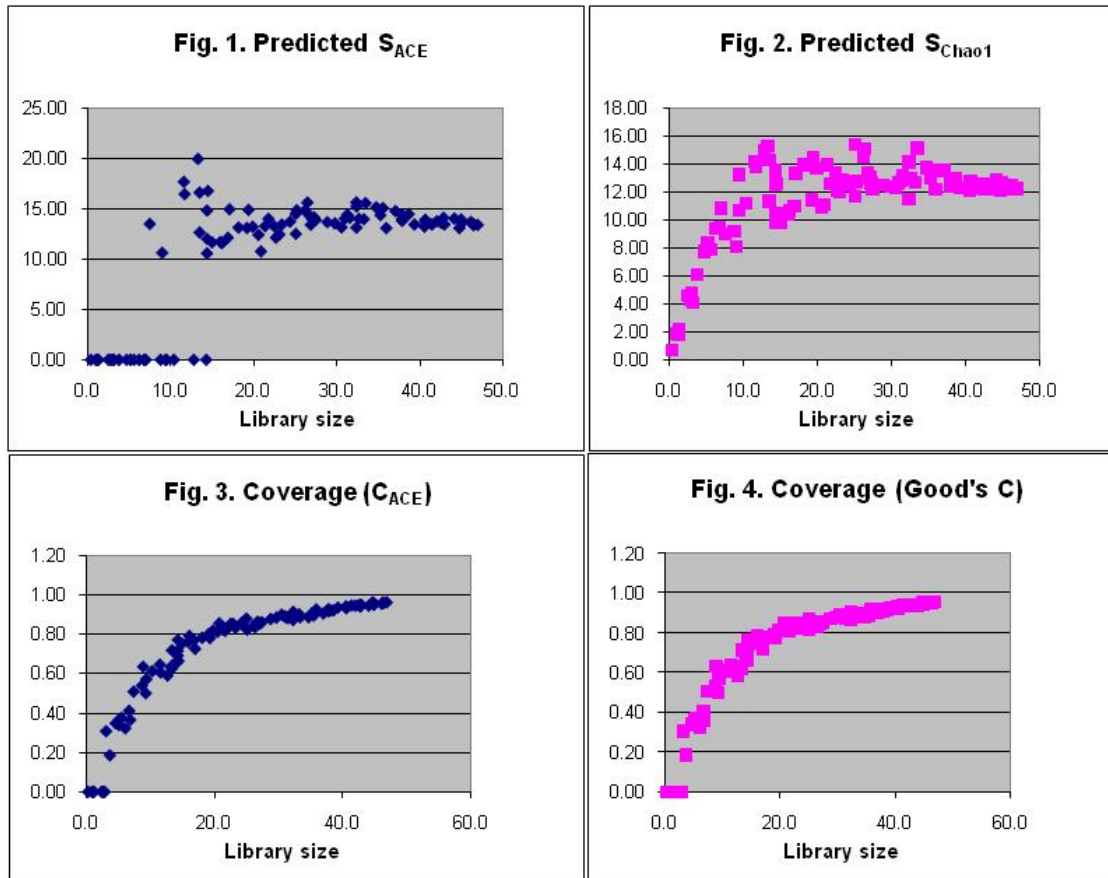 Fig. 1. Predicted SACE
25.00
20.00
15.00
10.00
5.00
0.00
0.0 10.0 20.0 30.0 40.0 50.0
Library size
Fig. 2. Predicted SChao1
18.00
16.00
14.00
12.00
10.00
8.00
6.00
4.00
2.00
0.00
0.0 10.0 20.0 30.0 40.0 50.0
Library size
Fig. 3. Coverage (CACE)
1.20
1.00
0.80
0.60
0.40
0.20
0.00
0.0 20.0 40.0 60.0
Library size
Fig. 4. Coverage (Good's C)
1.20
1.00
0.80
0.60
0.40
0.20
0.00
0.0 20.0 40.0 60.0
Library size